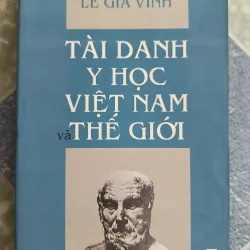 LÊ GIA VINH
TÀI DANH
Y HỌC
VIỆT NAM
và THẾ GIỚI